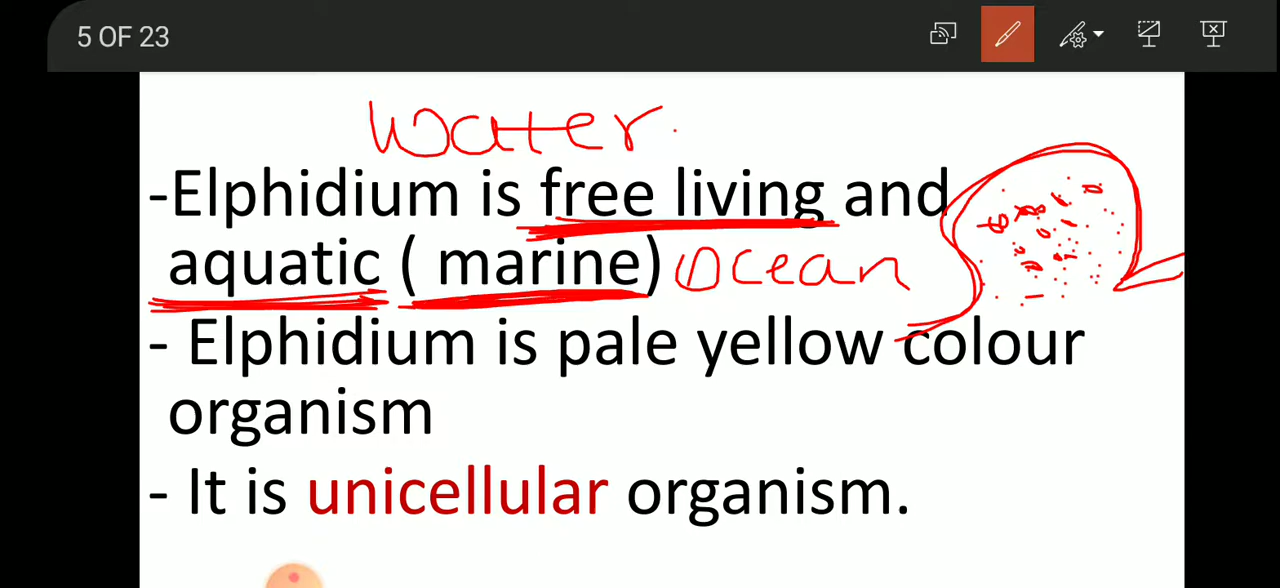 5 OF 23
Water.
-Elphidium is free living and
aquatic ( marine) Ocean
- Elphidium is pale yellow colour
organism
- It is unicellular organism.